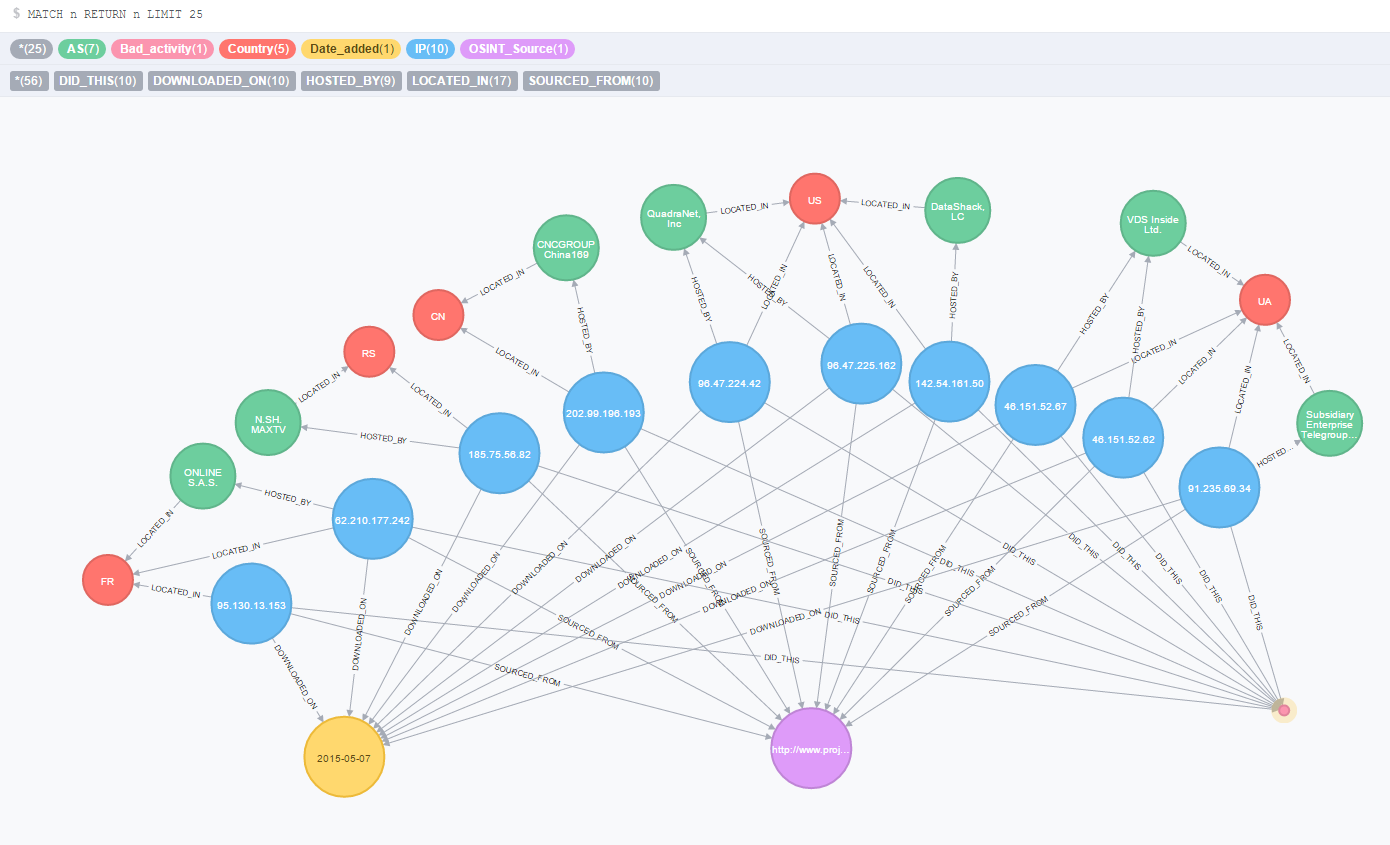 $ MATCH n RETURN n LIMIT 25
*(25) AS(7) Bad_activity(1) Country(5) Date_added(1) IP(10) OSINT_Source(1)
*(56) DID_THIS(10) DOWNLOADED_ON(10) HOSTED_BY(9) LOCATED_IN(17) SOURCED_FROM(10)
QuadraNet,
Inc
LOCATED_IN
US
LOCATED_IN
DataShack,
LC
VDS Inside
Ltd.
LOCATED_IN
UA
CNCGROUP
China169
LOCATED_IN
CN
HOSTED_BY
HOSTED_BY
HOSTED_BY
LOCATED_IN
LOCATED_IN
LOCATED_IN
HOSTED_BY
HOSTED_BY
HOSTED_BY
LOCATED_IN
LOCATED_IN
LOCATED_IN
LOCATED_IN
RS
LOCATED_IN
LOCATED_IN
LOCATED_IN
N.SH.
MAXTV
HOSTED_BY
202.99.196.193
96.47.224.42
96.47.225.162
142.54.161.50
46.151.52.67
46.151.52.62
Subsidiary
Enterprise
Telegroup...
HOSTED...
91.235.69.34
185.75.56.82
ONLINE
S.A.S.
HOSTED_BY
62.210.177.242
LOCATED_IN
LOCATED_IN
FR
LOCATED_IN
95.130.13.153
DOWNLOADED_ON
DOWNLOADED_ON
DOWNLOADED_ON
DOWNLOADED_ON
DOWNLOADED_ON
DOWNLOADED_ON
DOWNLOADED_ON
DOWNLOADED_ON
DOWNLOADED_ON
DOWNLOADED_ON
SOURCED_FROM
SOURCED_FROM
SOURCED_FROM
SOURCED_FROM
SOURCED_FROM
SOURCED_FROM
SOURCED_FROM
SOURCED_FROM
SOURCED_FROM
SOURCED_FROM
DID_THIS
DID_THIS
DID_THIS
DID_THIS
DID_THIS
DID_THIS
DID_THIS
DID_THIS
DID_THIS
DID_THIS
2015-05-07
http://www.proj...